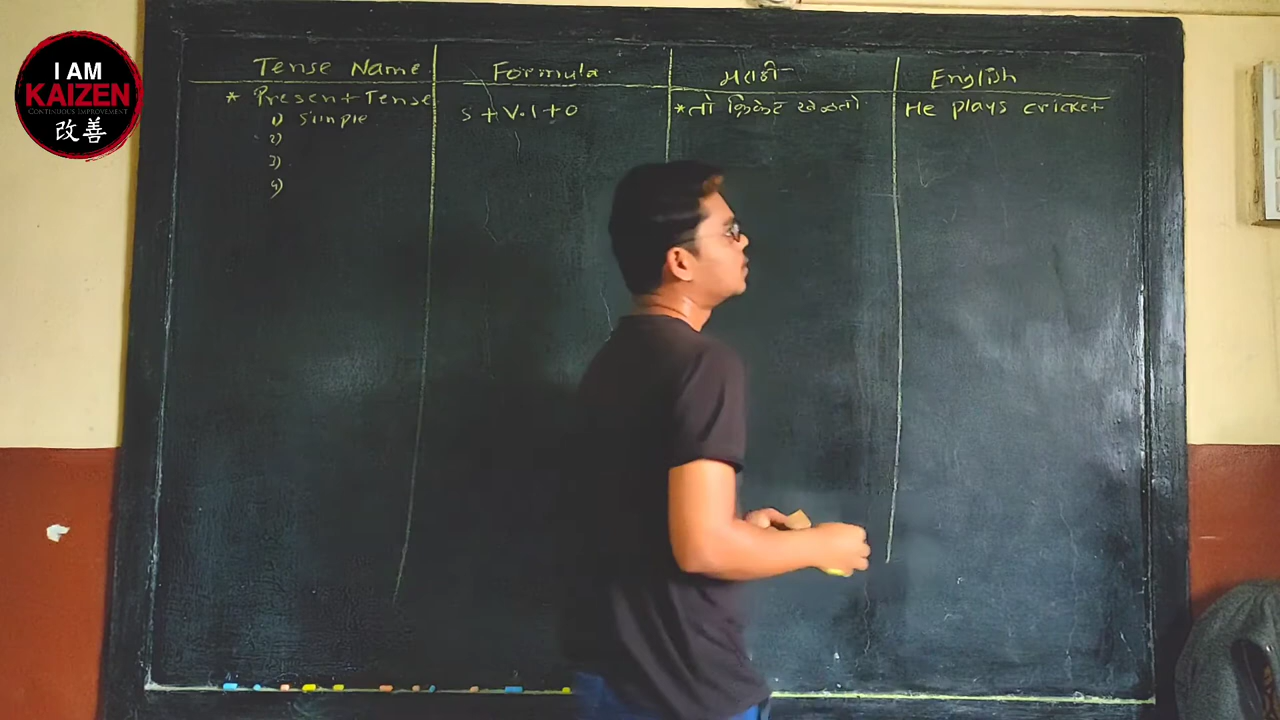 I AM
KAIZEN
CONTINUOUS IMPROVEMENT
改善
Tense Name
Formula
मराठी
English
* Present Tense
1) Simple
2)
3)
4)
S + V.1 + O
* तो क्रिकेट खेळतो
He plays cricket